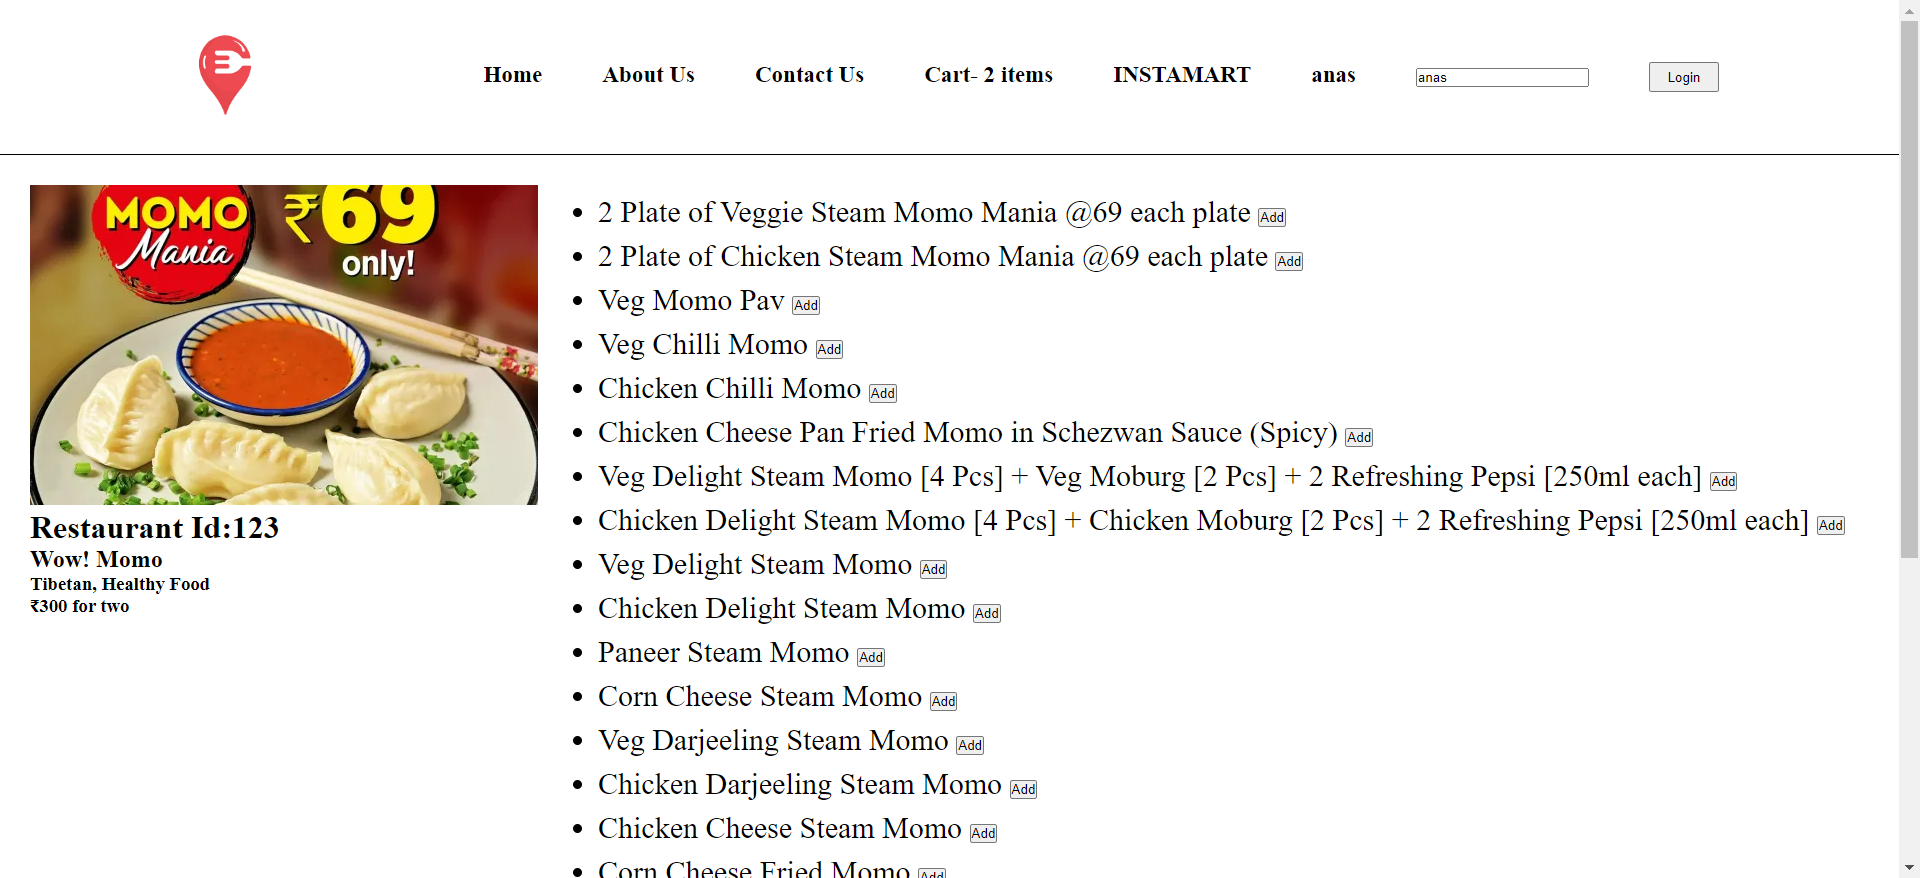 Home About Us Contact Us Cart- 2 items INSTAMART anas anas Login
MOMO
Mania
₹69
only!
Restaurant Id:123
Wow! Momo
Tibetan, Healthy Food
₹300 for two
2 Plate of Veggie Steam Momo Mania @69 each plate Add
2 Plate of Chicken Steam Momo Mania @69 each plate Add
Veg Momo Pav Add
Veg Chilli Momo Add
Chicken Chilli Momo Add
Chicken Cheese Pan Fried Momo in Schezwan Sauce (Spicy) Add
Veg Delight Steam Momo [4 Pcs] + Veg Moburg [2 Pcs] + 2 Refreshing Pepsi [250ml each] Add
Chicken Delight Steam Momo [4 Pcs] + Chicken Moburg [2 Pcs] + 2 Refreshing Pepsi [250ml each] Add
Veg Delight Steam Momo Add
Chicken Delight Steam Momo Add
Paneer Steam Momo Add
Corn Cheese Steam Momo Add
Veg Darjeeling Steam Momo Add
Chicken Darjeeling Steam Momo Add
Chicken Cheese Steam Momo Add
Corn Cheese Fried Momo Add